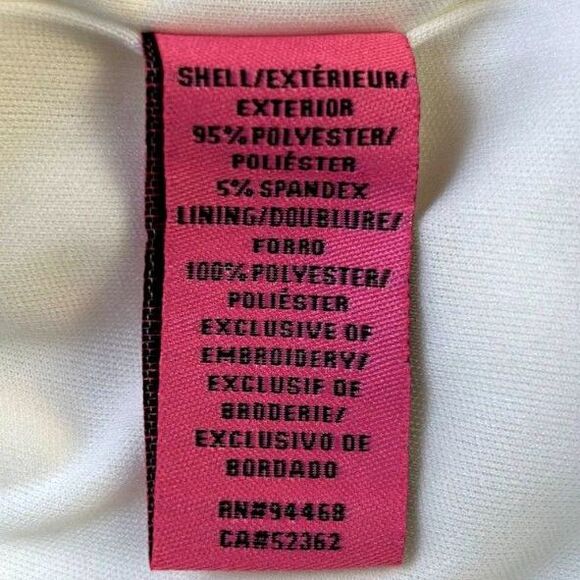 SHELL/EXTÉRIEUR/
EXTERIOR
95% POLYESTER/
POLIÉSTER
5% SPANDEX
LINING/DOUBLURE/
FORRO
100% POLYESTER/
POLIÉSTER
EXCLUSIVE OF
EMBROIDERY/
EXCLUSIF DE
BRODERIE/
EXCLUSIVO DE
BORDADO
RN#94468
CA#52362